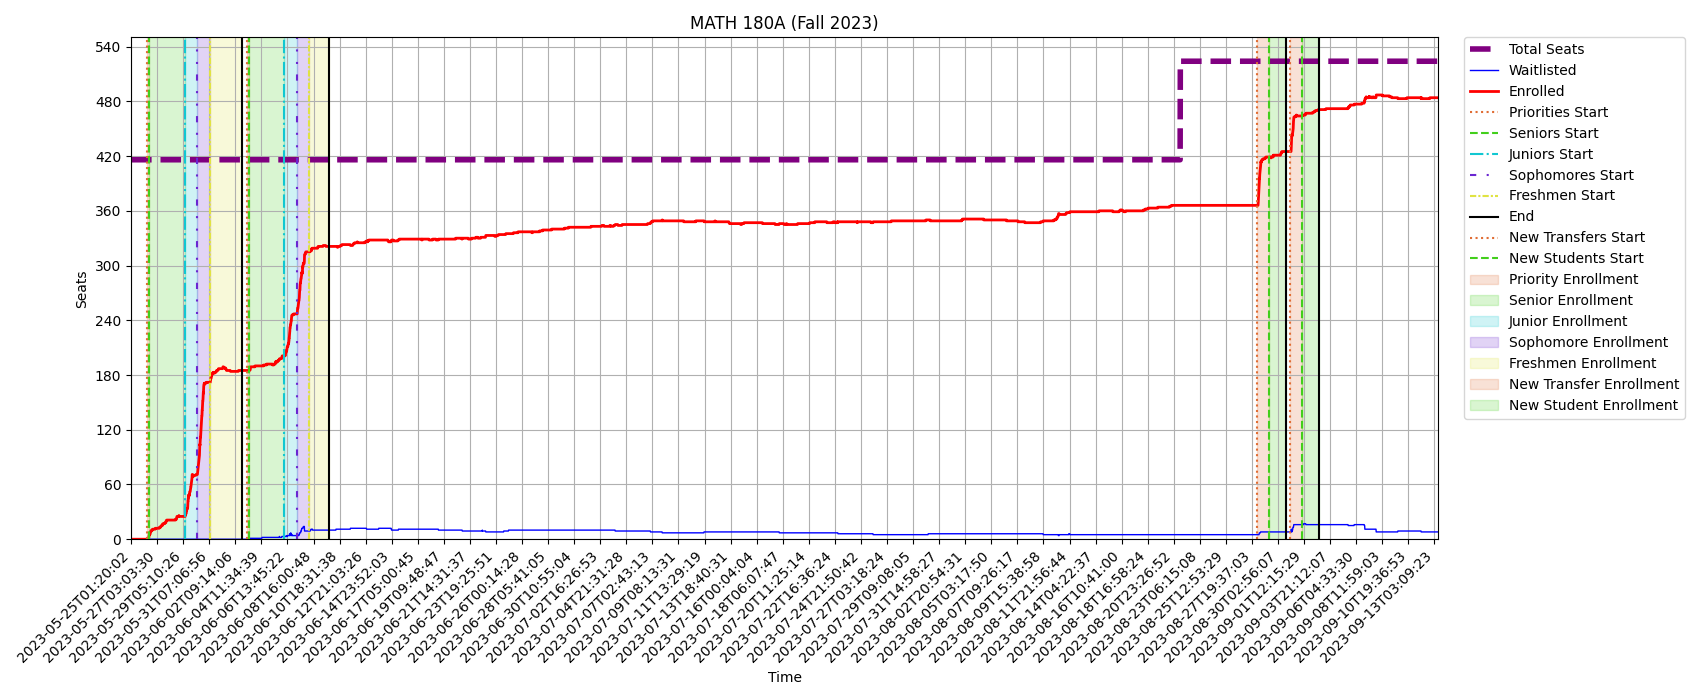 MATH 180A (Fall 2023)
Seats
540
480
420
360
300
240
180
120
60
0
2023-05-25T01:20:02
2023-05-27T03:03:30
2023-05-29T05:10:26
2023-05-31T07:06:56
2023-06-02T09:14:06
2023-06-04T11:34:39
2023-06-06T13:45:22
2023-06-08T16:00:48
2023-06-10T18:31:38
2023-06-12T21:03:26
2023-06-14T23:52:03
2023-06-17T05:00:45
2023-06-19T09:48:47
2023-06-21T14:31:37
2023-06-23T19:25:51
2023-06-26T00:14:28
2023-06-28T05:41:05
2023-06-30T10:55:04
2023-07-02T16:26:53
2023-07-04T21:31:28
2023-07-07T02:43:13
2023-07-09T08:13:31
2023-07-11T13:29:19
2023-07-13T18:40:31
2023-07-16T00:04:04
2023-07-18T06:07:47
2023-07-20T11:25:14
2023-07-22T16:36:24
2023-07-24T21:50:42
2023-07-27T03:18:24
2023-07-29T09:08:05
2023-07-31T14:58:27
2023-08-02T20:54:31
2023-08-05T03:17:50
2023-08-07T09:26:17
2023-08-09T15:38:58
2023-08-11T21:56:44
2023-08-14T04:22:37
2023-08-16T10:41:00
2023-08-18T16:58:24
2023-08-20T23:26:52
2023-08-23T06:15:08
2023-08-25T12:53:29
2023-08-27T19:37:03
2023-08-30T02:56:07
2023-09-01T12:15:29
2023-09-03T21:12:07
2023-09-06T04:33:30
2023-09-08T11:59:03
2023-09-10T19:36:53
2023-09-13T03:09:23
Time
Total Seats
Waitlisted
Enrolled
Priorities Start
Seniors Start
Juniors Start
Sophomores Start
Freshmen Start
End
New Transfers Start
New Students Start
Priority Enrollment
Senior Enrollment
Junior Enrollment
Sophomore Enrollment
Freshmen Enrollment
New Transfer Enrollment
New Student Enrollment